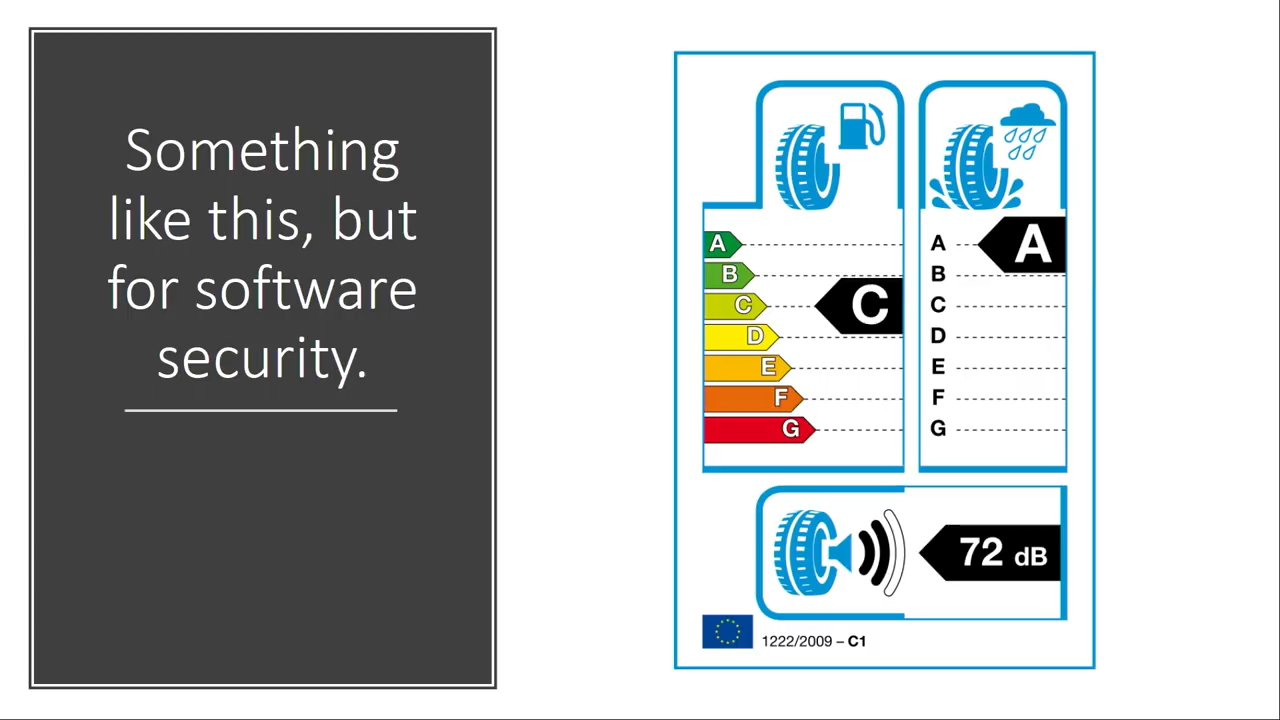 Something
like this, but
for software
security.
A
B
C
D
E
F
G
C
A
B
C
D
E
F
G
A
72 dB
1222/2009 – C1